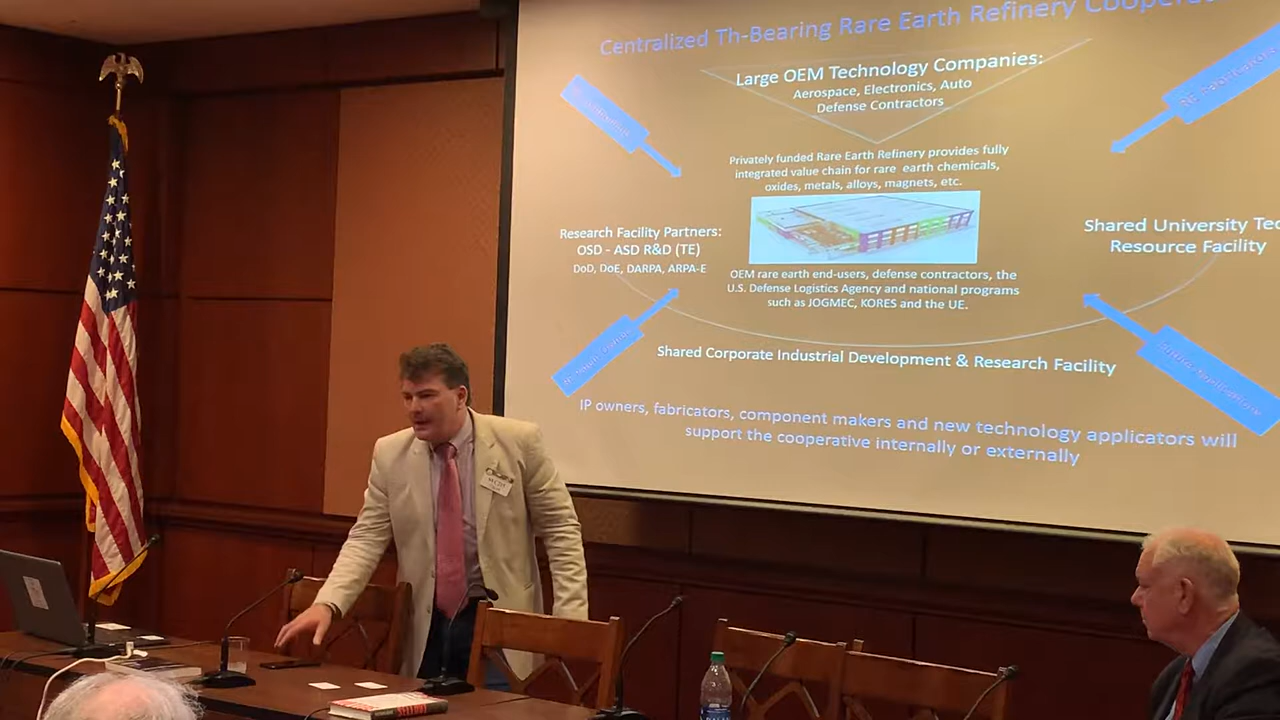 Centralized Th-Bearing Rare Earth Refinery
Large OEM Technology Companies:
Aerospace, Electronics, Auto
Defense Contractors
Privately funded Rare Earth Refinery provides fully
integrated value chain for rare earth chemicals,
oxides, metals, alloys, magnets, etc.
Research Facility Partners:
OSD - ASD R&D (TE)
DoD, DoE, DARPA, ARPA-E
Shared University
Resource Facility
OEM rare earth end-users, defense contractors, the
U.S. Defense Logistics Agency and national programs
such as JOGMEC, KORES and the UE.
Shared Corporate Industrial Development & Research Facility
IP owners, fabricators, component makers and new technology applicators will
support the cooperative internally or externally